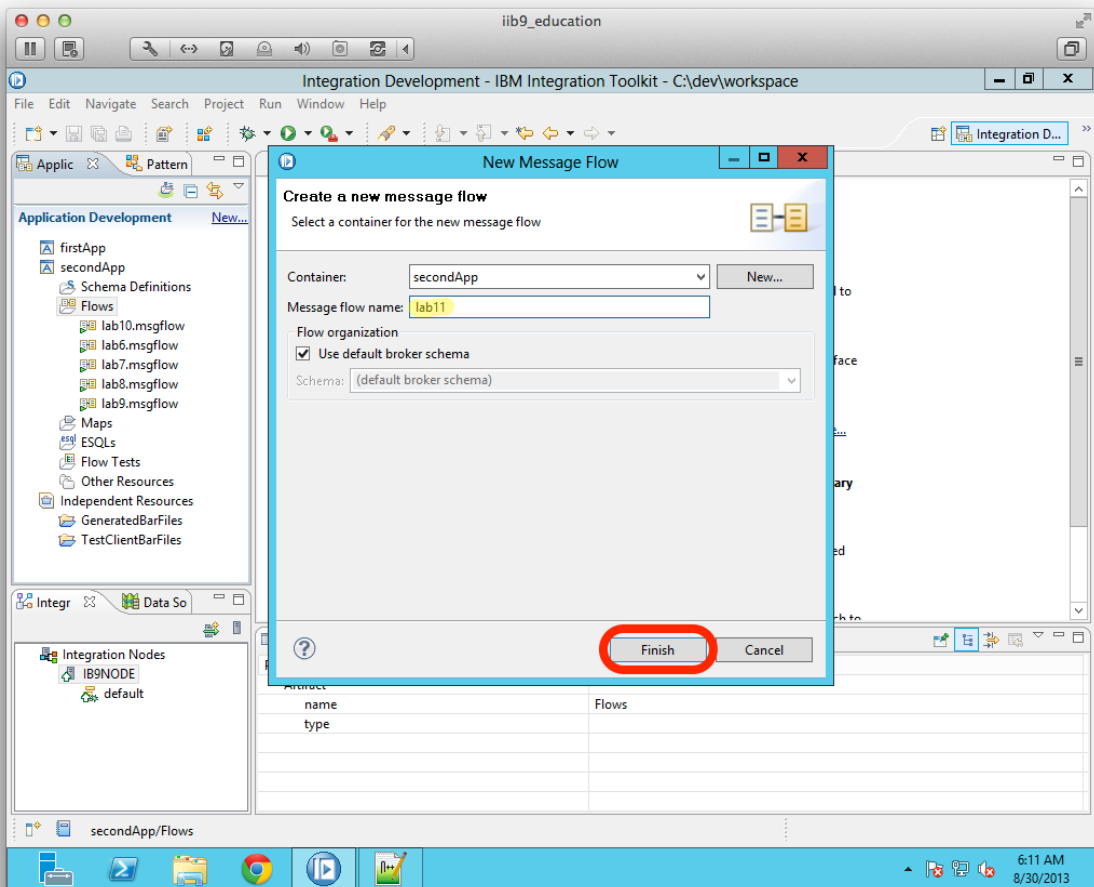 iib9_education
Integration Development - IBM Integration Toolkit - C:\dev\workspace
File Edit Navigate Search Project Run Window Help
Integration D...
Applic
Pattern
Application Development New...
firstApp
secondApp
Schema Definitions
Flows
lab10.msgflow
lab6.msgflow
lab7.msgflow
lab8.msgflow
lab9.msgflow
Maps
ESQLs
Flow Tests
Other Resources
Independent Resources
GeneratedBarFiles
TestClientBarFiles
New Message Flow
Create a new message flow
Select a container for the new message flow
Container: secondApp New...
Message flow name: lab11
Flow organization
Use default broker schema
Schema: (default broker schema)
Finish Cancel
to
face
e...
ary
ed
Integr
Data So
Integration Nodes
IB9NODE
default
Artifact
name Flows
type
secondApp/Flows
6:11 AM
8/30/2013